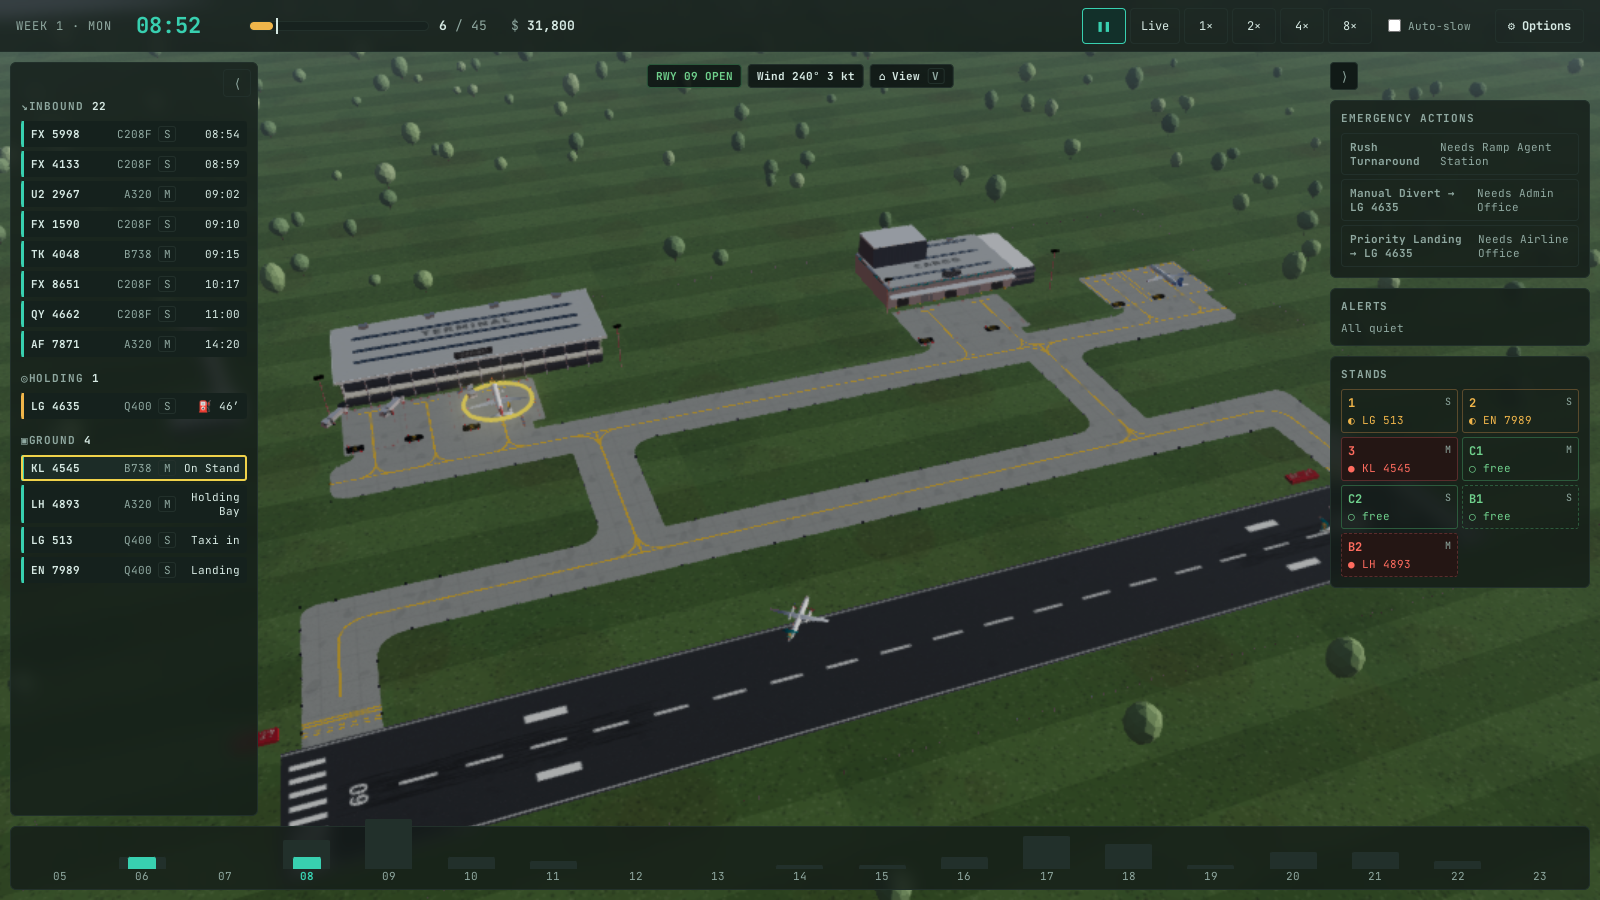 WEEK 1 · MON 08:52 6 / 45 $ 31,800 Live 1× 2× 4× 8× Auto-slow ⚙ Options
RWY 09 OPEN Wind 240° 3 kt ⌂ View V
⟨
↘INBOUND 22
FX 5998 C208F S 08:54
FX 4133 C208F S 08:59
U2 2967 A320 M 09:02
FX 1590 C208F S 09:10
TK 4048 B738 M 09:15
FX 8651 C208F S 10:17
QY 4662 C208F S 11:00
AF 7871 A320 M 14:20
◎HOLDING 1
LG 4635 Q400 S ⛽ 46′
▣GROUND 4
KL 4545 B738 M On Stand
LH 4893 A320 M Holding
Bay
LG 513 Q400 S Taxi in
EN 7989 Q400 S Landing
TERMINAL
CARGO
09
⟩
EMERGENCY ACTIONS
Rush Needs Ramp Agent
Turnaround Station
Manual Divert → Needs Admin
LG 4635 Office
Priority Landing Needs Airline
→ LG 4635 Office
ALERTS
All quiet
STANDS
1 S 2 S
◐ LG 513 ◐ EN 7989
3 M C1 M
● KL 4545 ○ free
C2 S B1 S
○ free ○ free
B2 M
● LH 4893
05 06 07 08 09 10 11 12 13 14 15 16 17 18 19 20 21 22 23